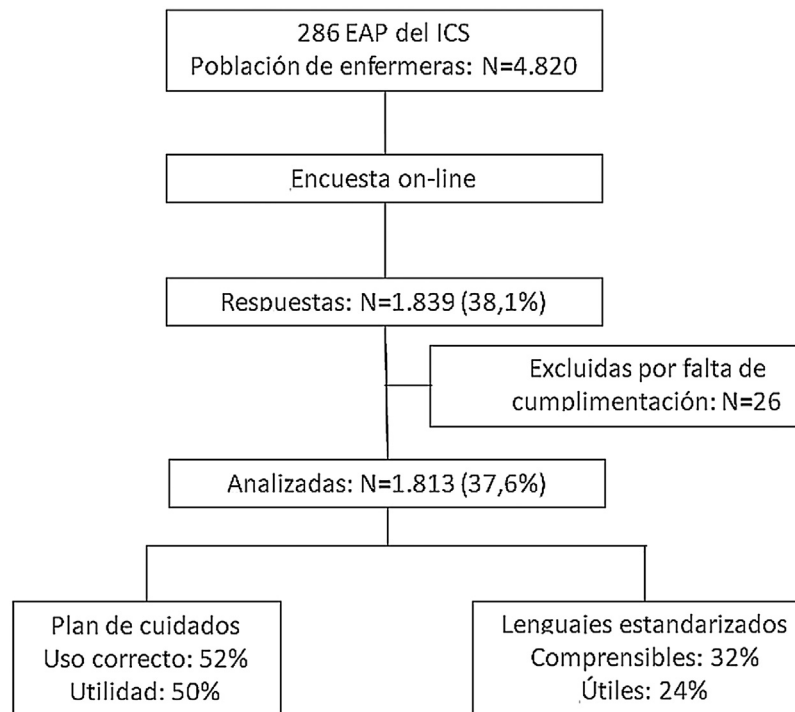 286 EAP del ICS
Población de enfermeras: N=4.820
Encuesta on-line
Respuestas: N=1.839 (38,1%)
Excluidas por falta de
cumplimentación: N=26
Analizadas: N=1.813 (37,6%)
Plan de cuidados
Uso correcto: 52%
Utilidad: 50%
Lenguajes estandarizados
Comprensibles: 32%
Útiles: 24%